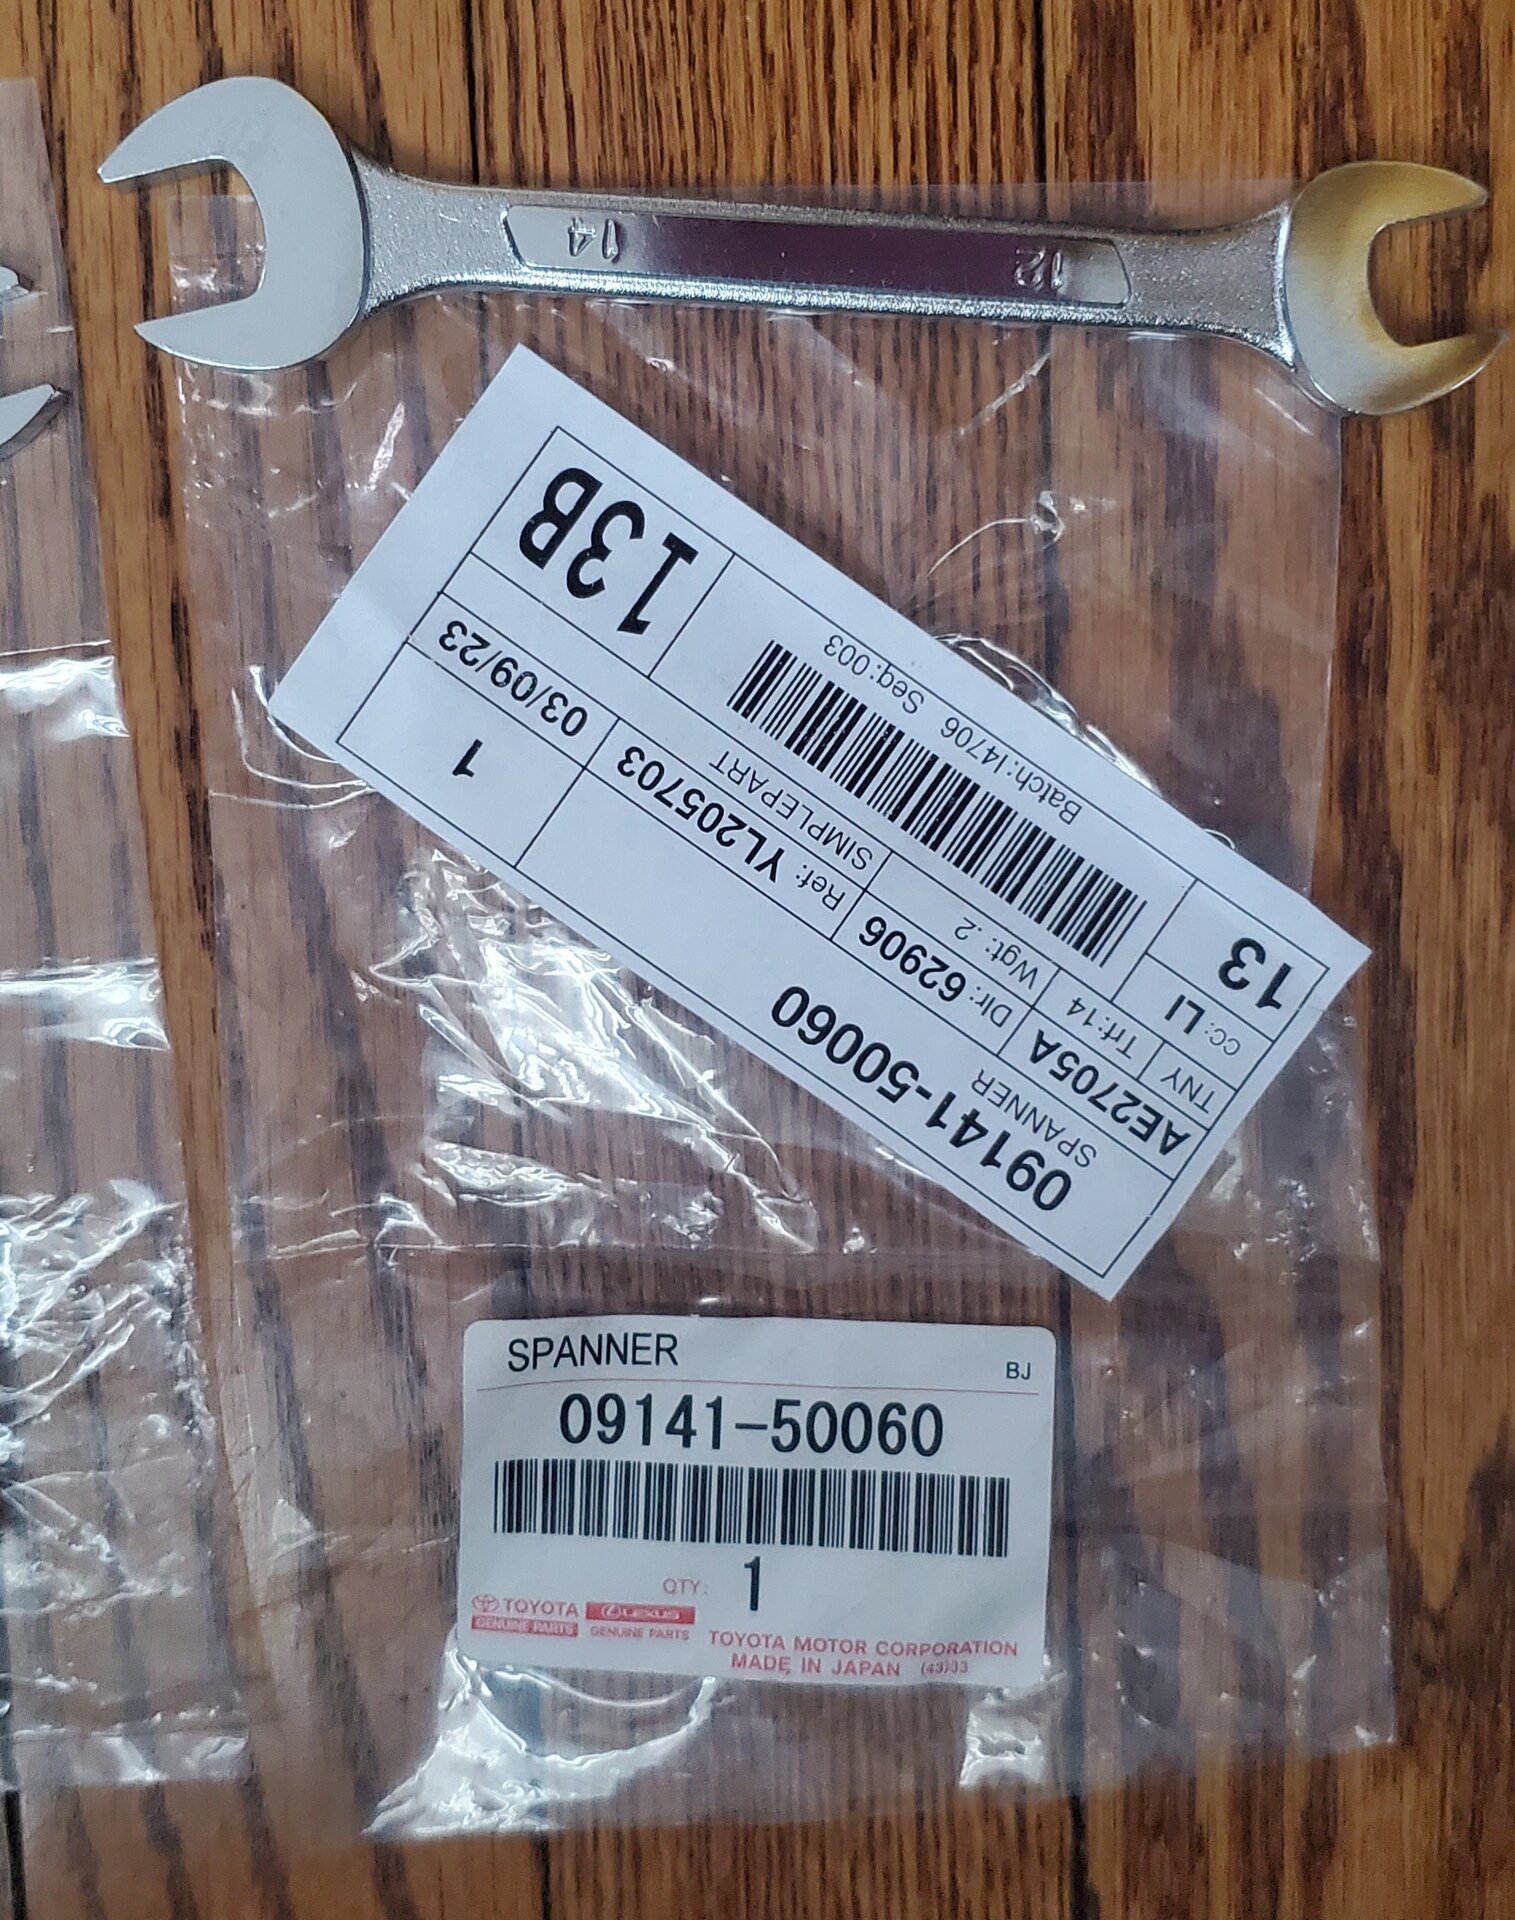 14
12
13B
03/09/23
1
Batch:I4706 Seq:003
SIMPLEPART
Ref: YL205703
Wgt: .2
Dlr: 62906
13
CC: LI
Trf:14
TNY
AE2705A
SPANNER
09141-50060
SPANNER
BJ
09141-50060
QTY: 1
TOYOTA
GENUINE PARTS
LEXUS
GENUINE PARTS
TOYOTA MOTOR CORPORATION
MADE IN JAPAN (43)33